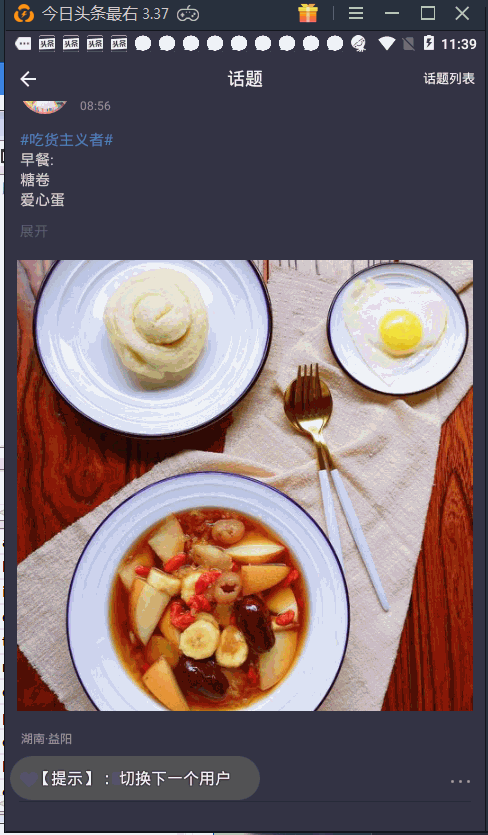 今日头条最右 3.37
头条 头条 头条 头条
11:39
话题
话题列表
08:56
#吃货主义者#
早餐:
糖卷
爱心蛋
展开
湖南·益阳
【提示】 : 切换下一个用户